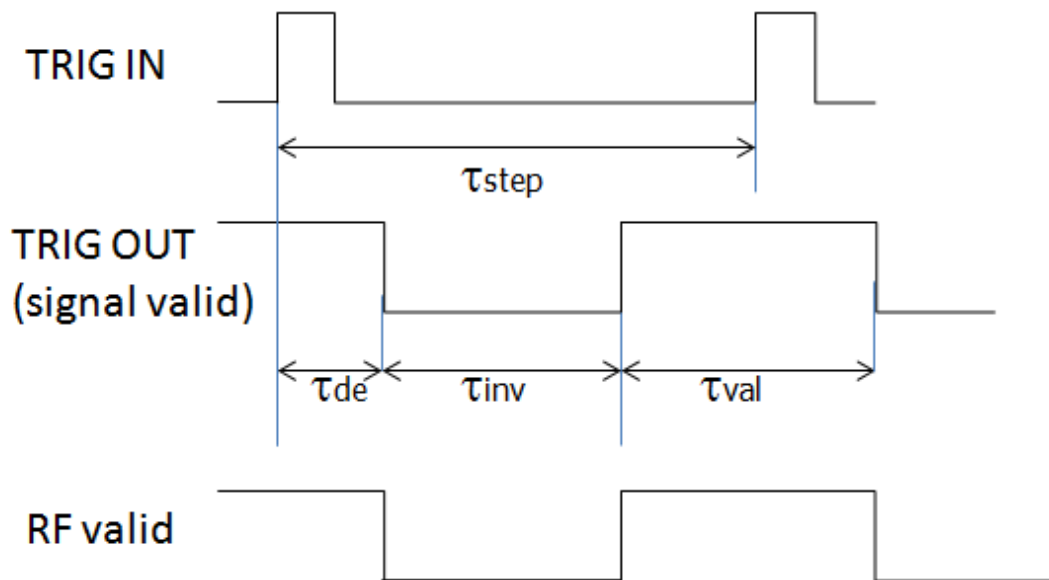 TRIG IN
τstep
TRIG OUT
(signal valid)
τde
τinv
τval
RF valid